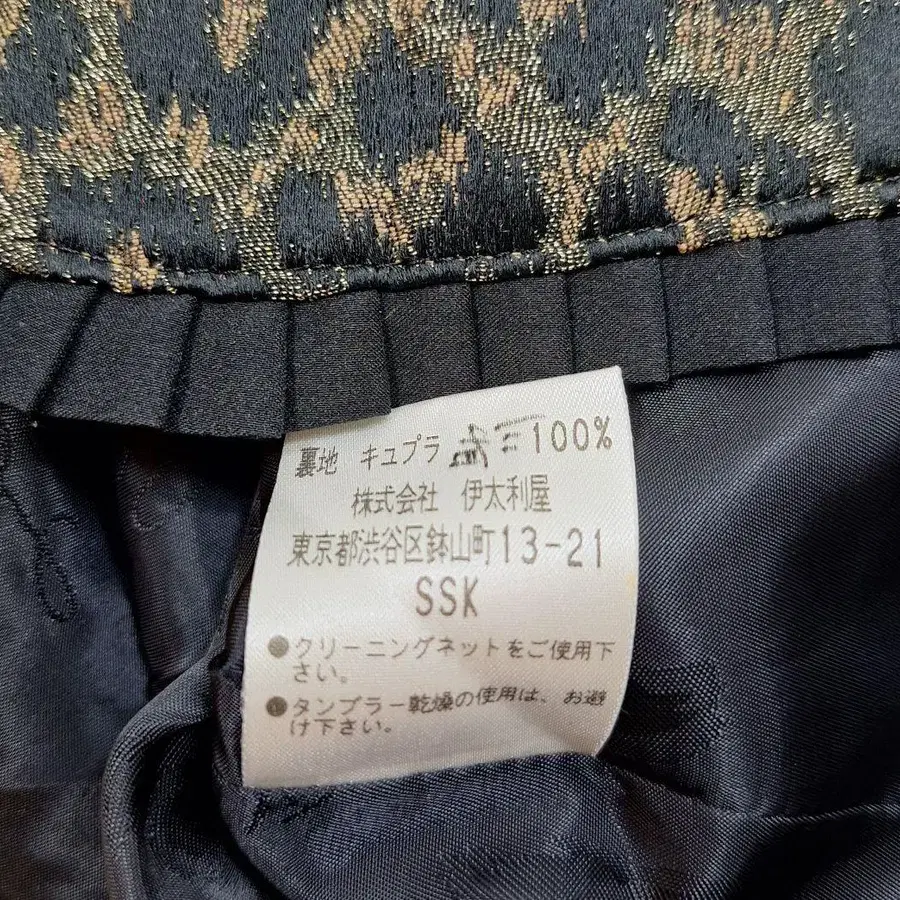 裏地 キュプラ 100%
株式会社 伊太利屋
東京都渋谷区鉢山町13-21
SSK
●クリーニングネットをご使用下
さい。
●タンブラー乾燥の使用は、お避
け下さい。